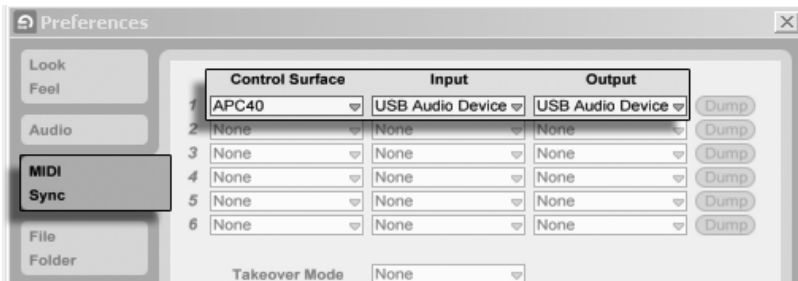 Preferences
Look
Feel
Audio
MIDI
Sync
File
Folder
Control Surface Input Output
1 APC40 USB Audio Device USB Audio Device Dump
2 None None None Dump
3 None None None Dump
4 None None None Dump
5 None None None Dump
6 None None None Dump
Takeover Mode None